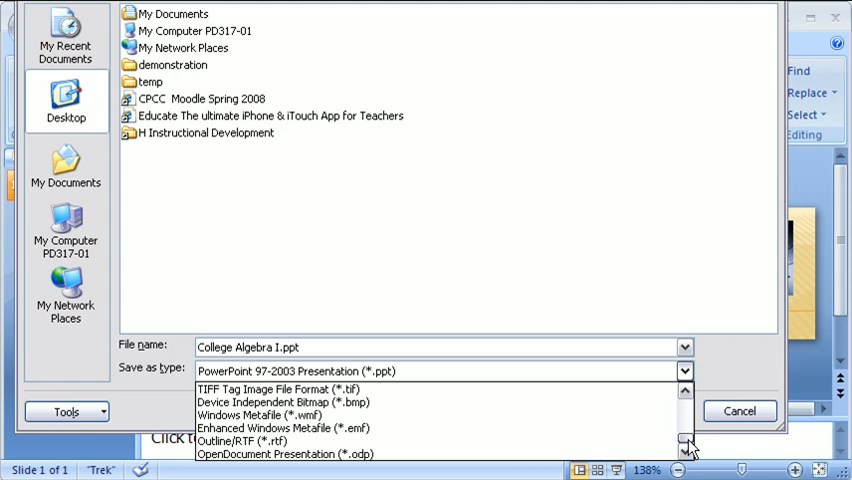 My Recent
Documents
Desktop
My Documents
My Computer
PD317-01
My Network
Places
My Documents
My Computer PD317-01
My Network Places
demonstration
temp
CPCC Moodle Spring 2008
Educate The ultimate iPhone & iTouch App for Teachers
H Instructional Development
File name:
College Algebra I.ppt
Save as type:
PowerPoint 97-2003 Presentation (*.ppt)
TIFF Tag Image File Format (*.tif)
Device Independent Bitmap (*.bmp)
Windows Metafile (*.wmf)
Enhanced Windows Metafile (*.emf)
Outline/RTF (*.rtf)
OpenDocument Presentation (*.odp)
Tools
Cancel
Find
Replace
Select
Editing
Slide 1 of 1
"Trek"
138%